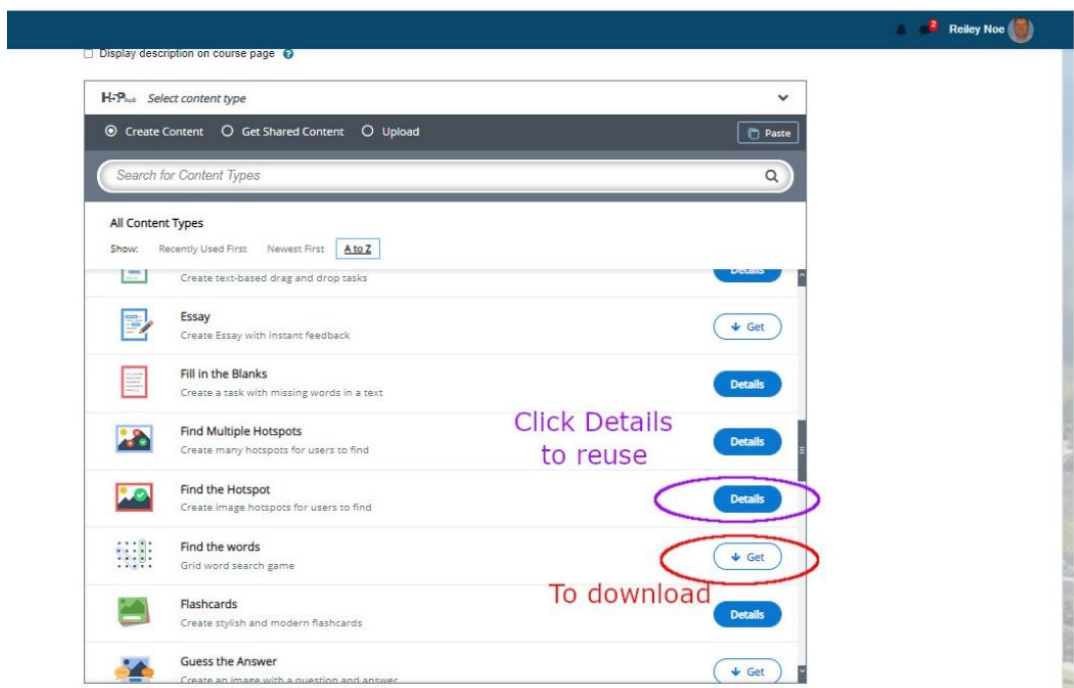 2
Reiley Noe
Display description on course page
H5P Select content type
Create Content Get Shared Content Upload
Paste
Search for Content Types
All Content Types
Show: Recently Used First Newest First A to Z
Create text-based drag and drop tasks
Details
Essay
Create Essay with instant feedback
Get
Fill in the Blanks
Create a task with missing words in a text
Details
Find Multiple Hotspots
Create many hotspots for users to find
Details
Click Details
to reuse
Find the Hotspot
Create image hotspots for users to find
Details
Find the words
Grid word search game
Get
To download
Flashcards
Create stylish and modern flashcards
Details
Guess the Answer
Create an image with a question and answer
Get